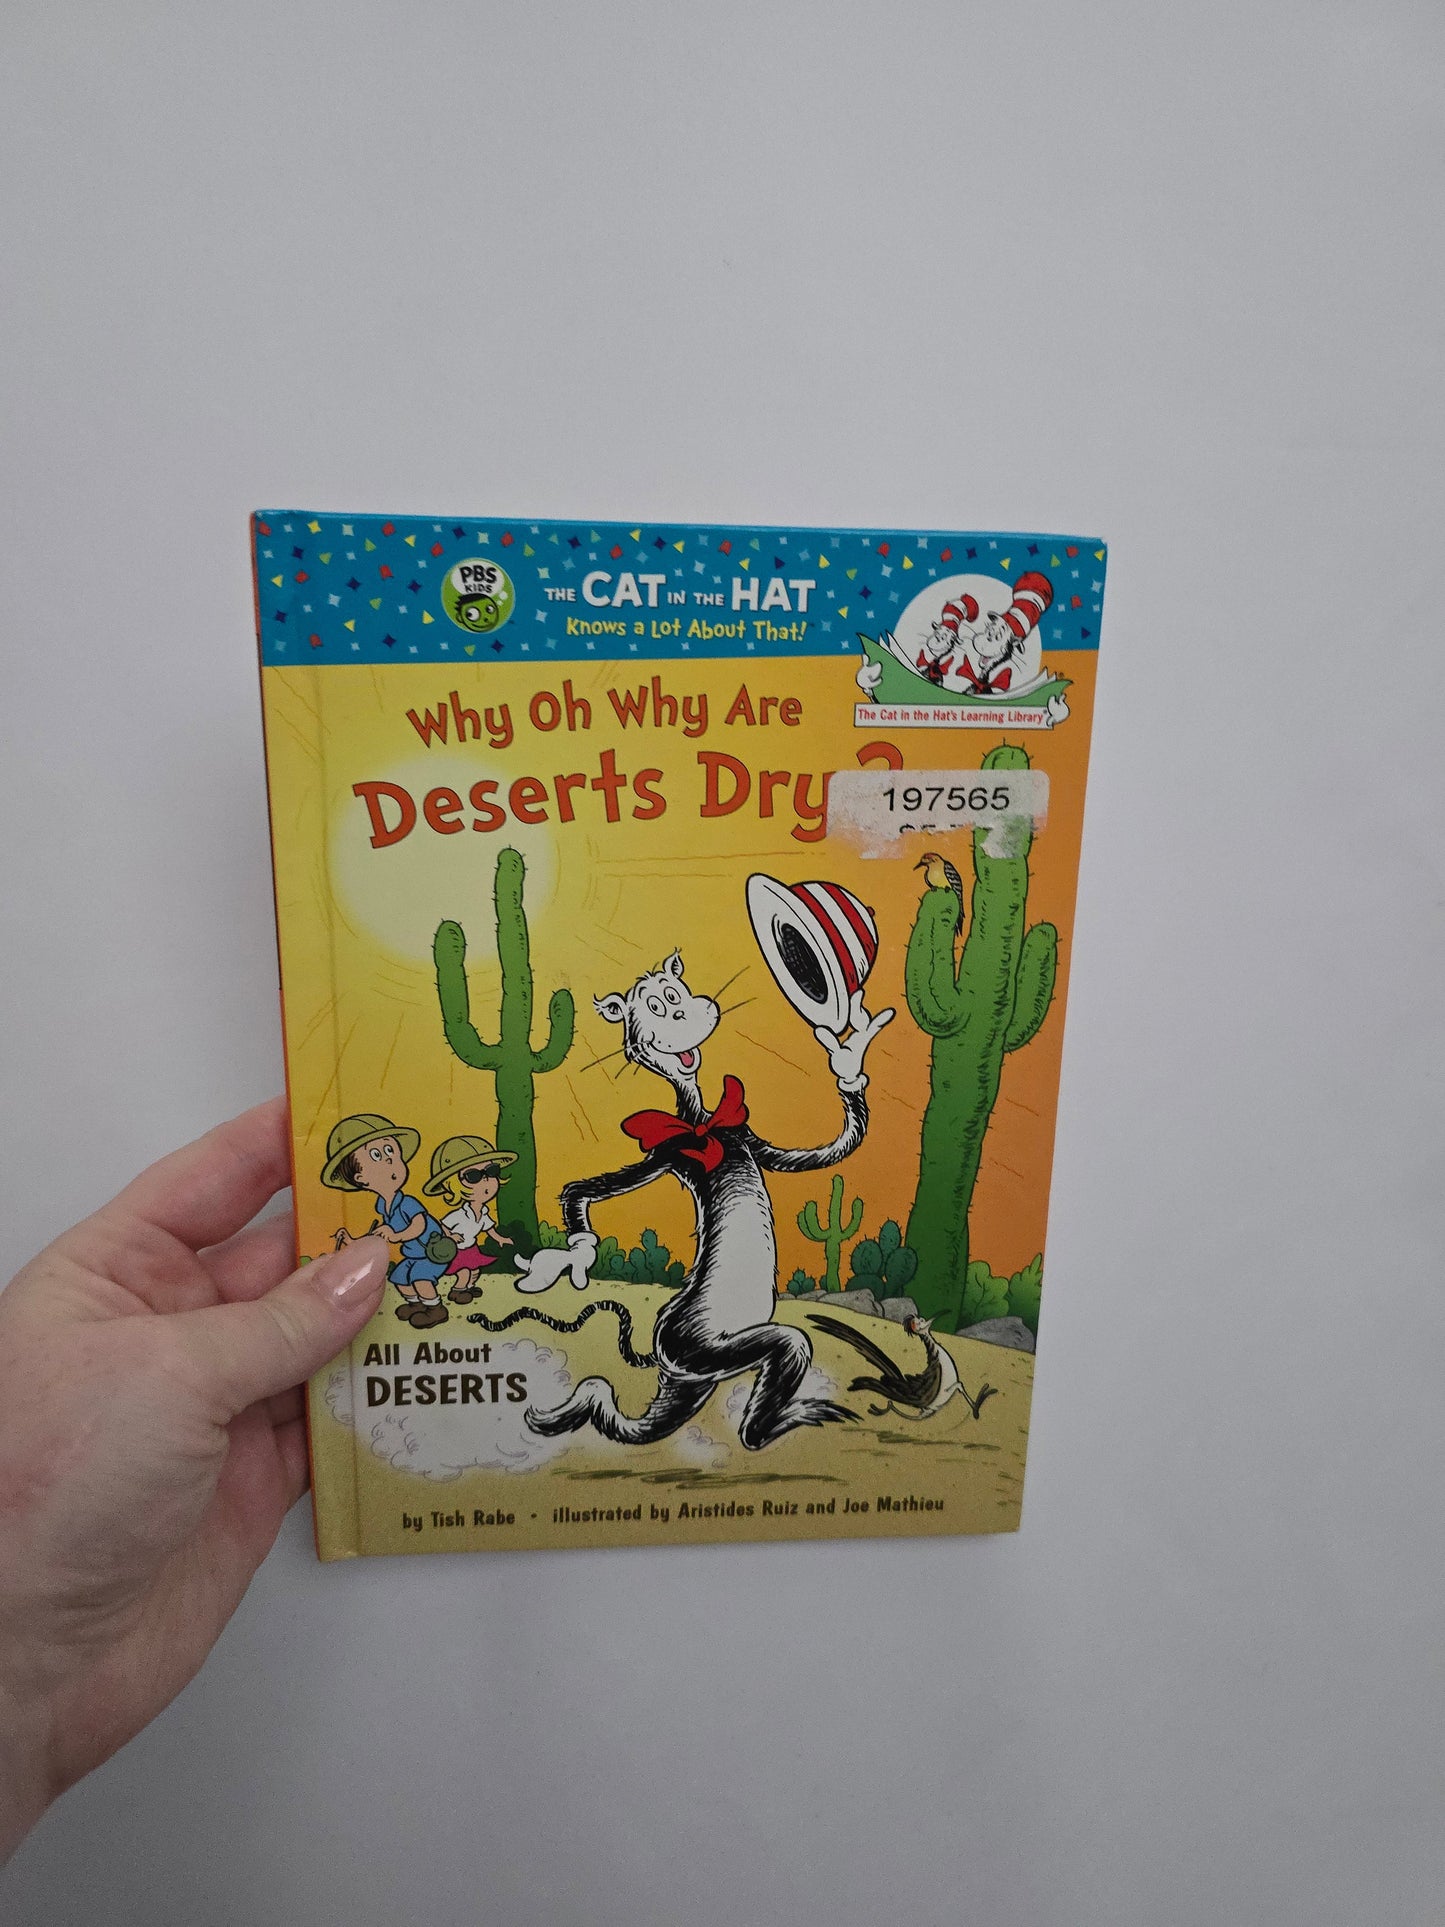 PBS
KIDS
THE CAT IN THE HAT
Knows a Lot About That!
The Cat in the Hat's Learning Library
Why Oh Why Are
Deserts Dry?
197565
All About
DESERTS
by Tish Rabe • illustrated by Aristides Ruiz and Joe Mathieu